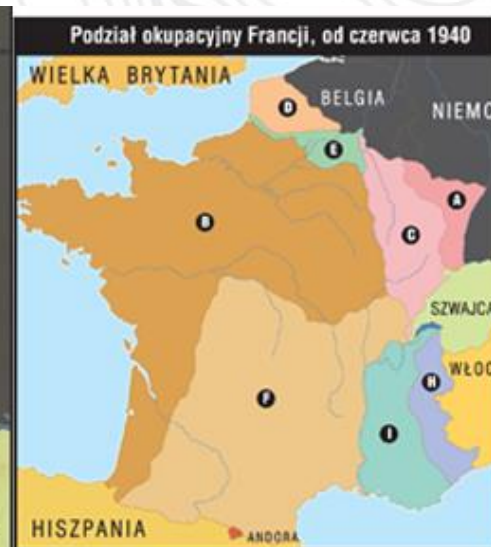 Podział okupacyjny Francji, od czerwca 1940
WIELKA BRYTANIA
BELGIA
NIEMC
D
E
A
B
C
SZWAJCA
WŁOC
H
F
I
HISZPANIA
ANDORA